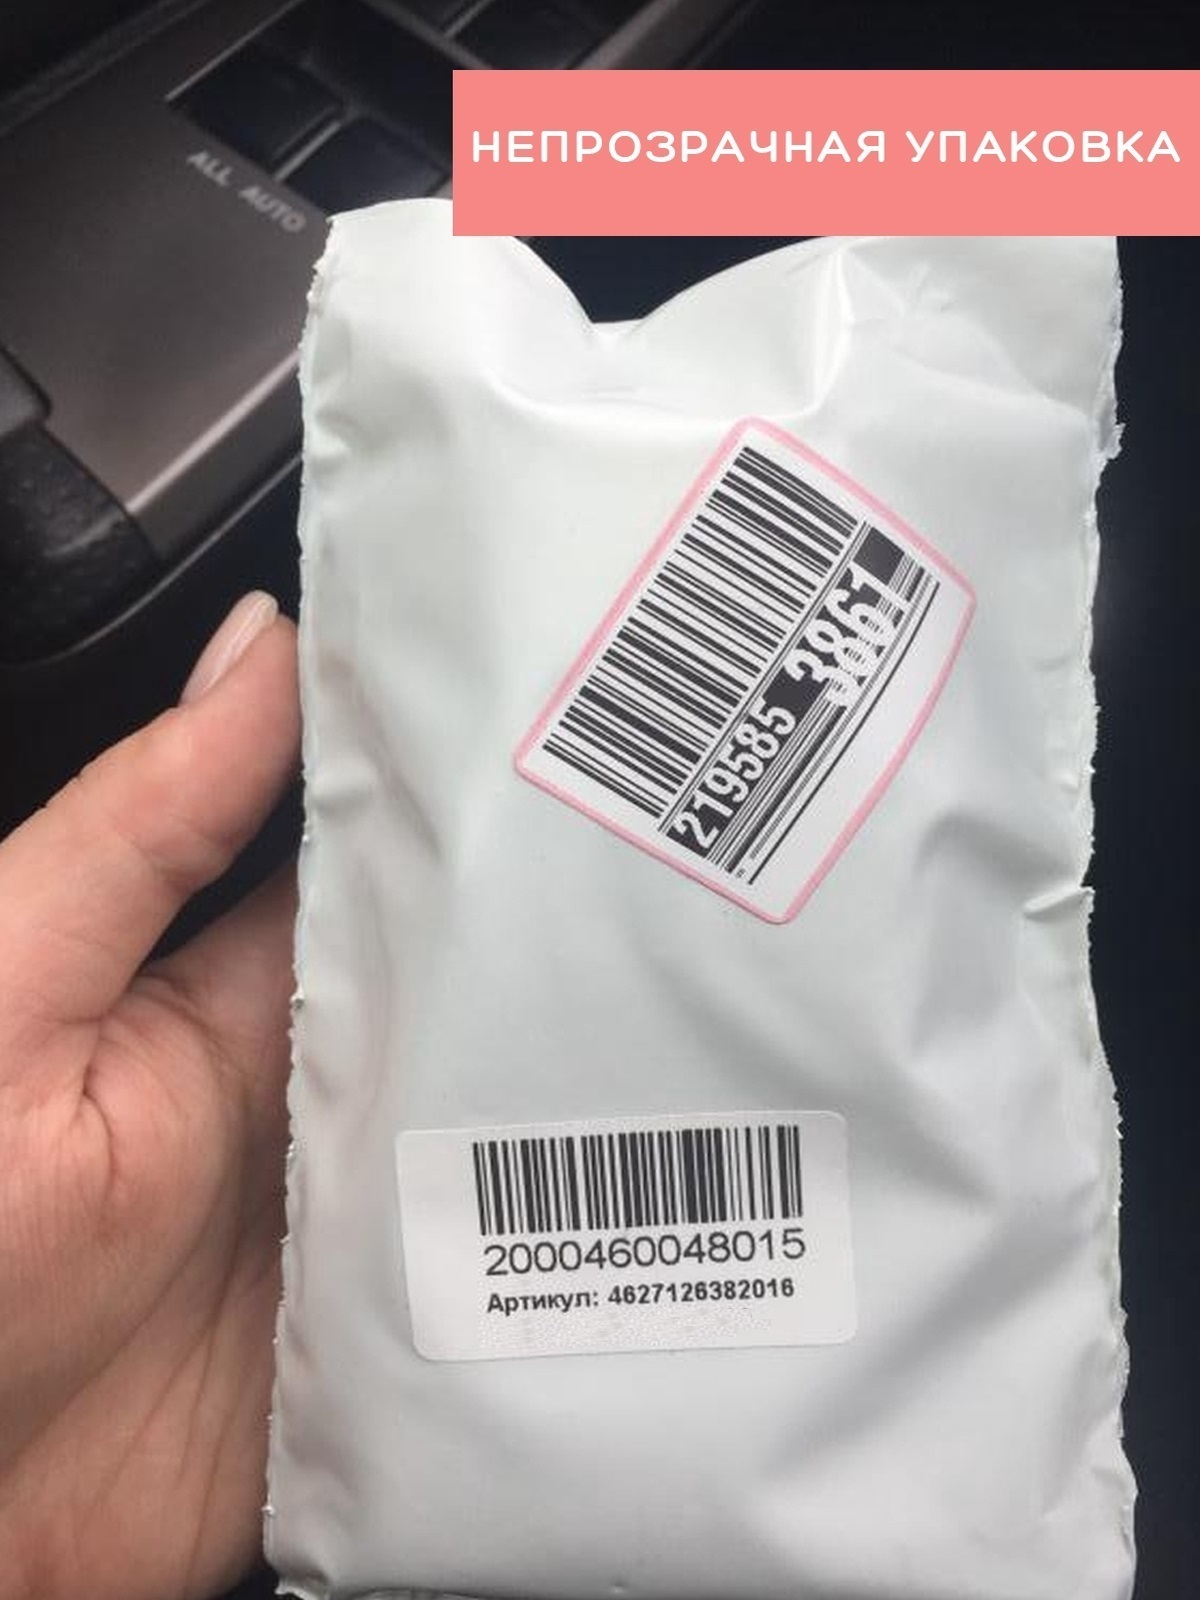 НЕПРОЗРАЧНАЯ УПАКОВКА
ALL AUTO
219585 3861
2000460048015
Артикул: 4627126382016